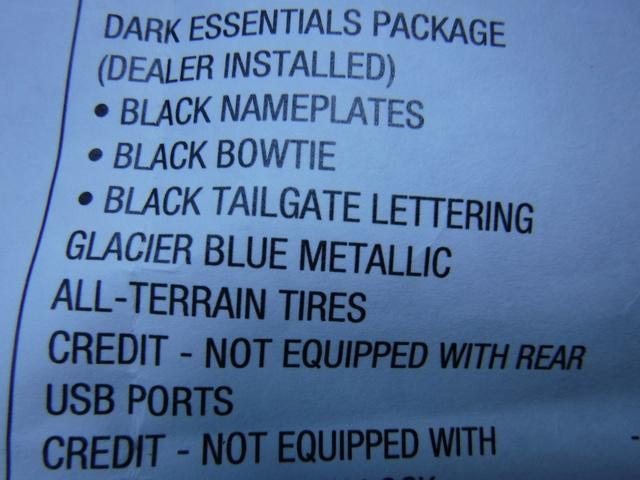 DARK ESSENTIALS PACKAGE
(DEALER INSTALLED)
• BLACK NAMEPLATES
• BLACK BOWTIE
• BLACK TAILGATE LETTERING
GLACIER BLUE METALLIC
ALL-TERRAIN TIRES
CREDIT - NOT EQUIPPED WITH REAR
USB PORTS
CREDIT - NOT EQUIPPED WITH